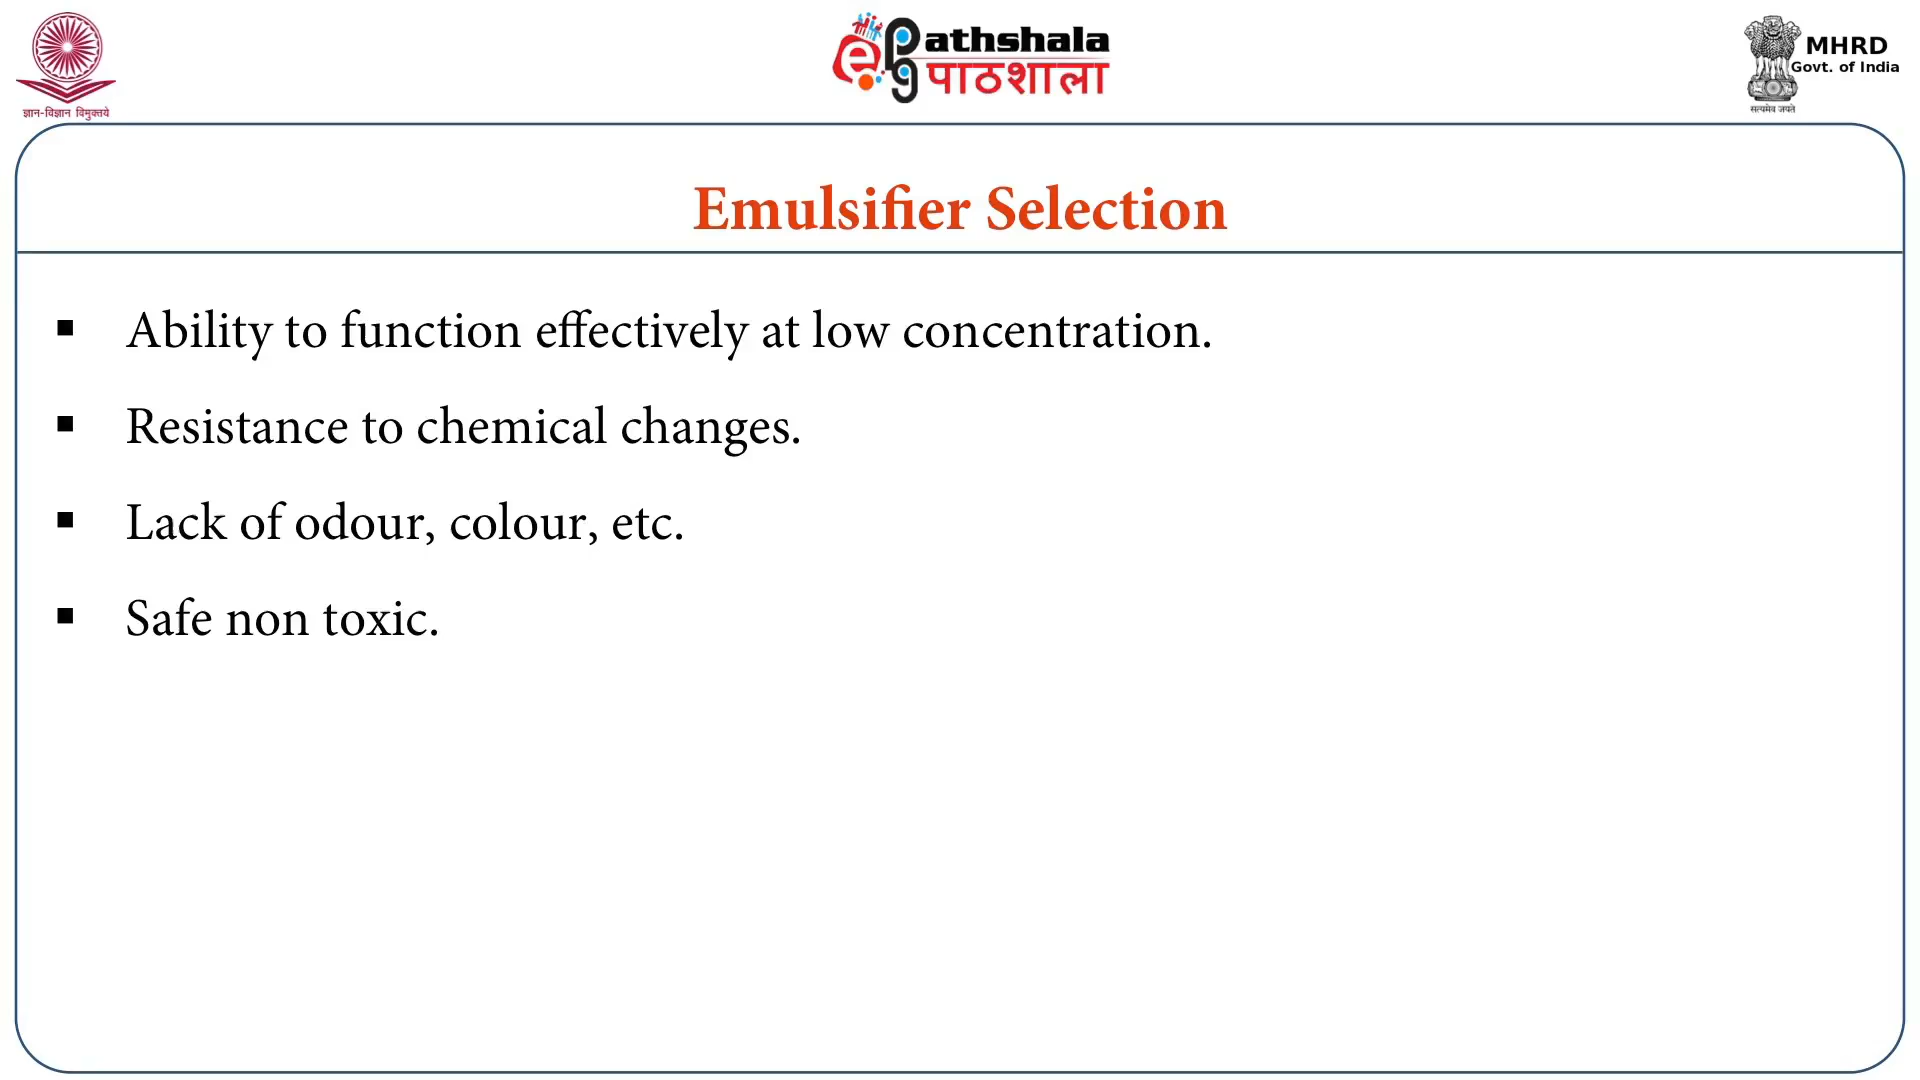 ज्ञान-विज्ञान विमुक्तये
ePathshala
पाठशाला
MHRD
Govt. of India
सत्यमेव जयते
Emulsifier Selection
▪ Ability to function effectively at low concentration.
▪ Resistance to chemical changes.
▪ Lack of odour, colour, etc.
▪ Safe non toxic.